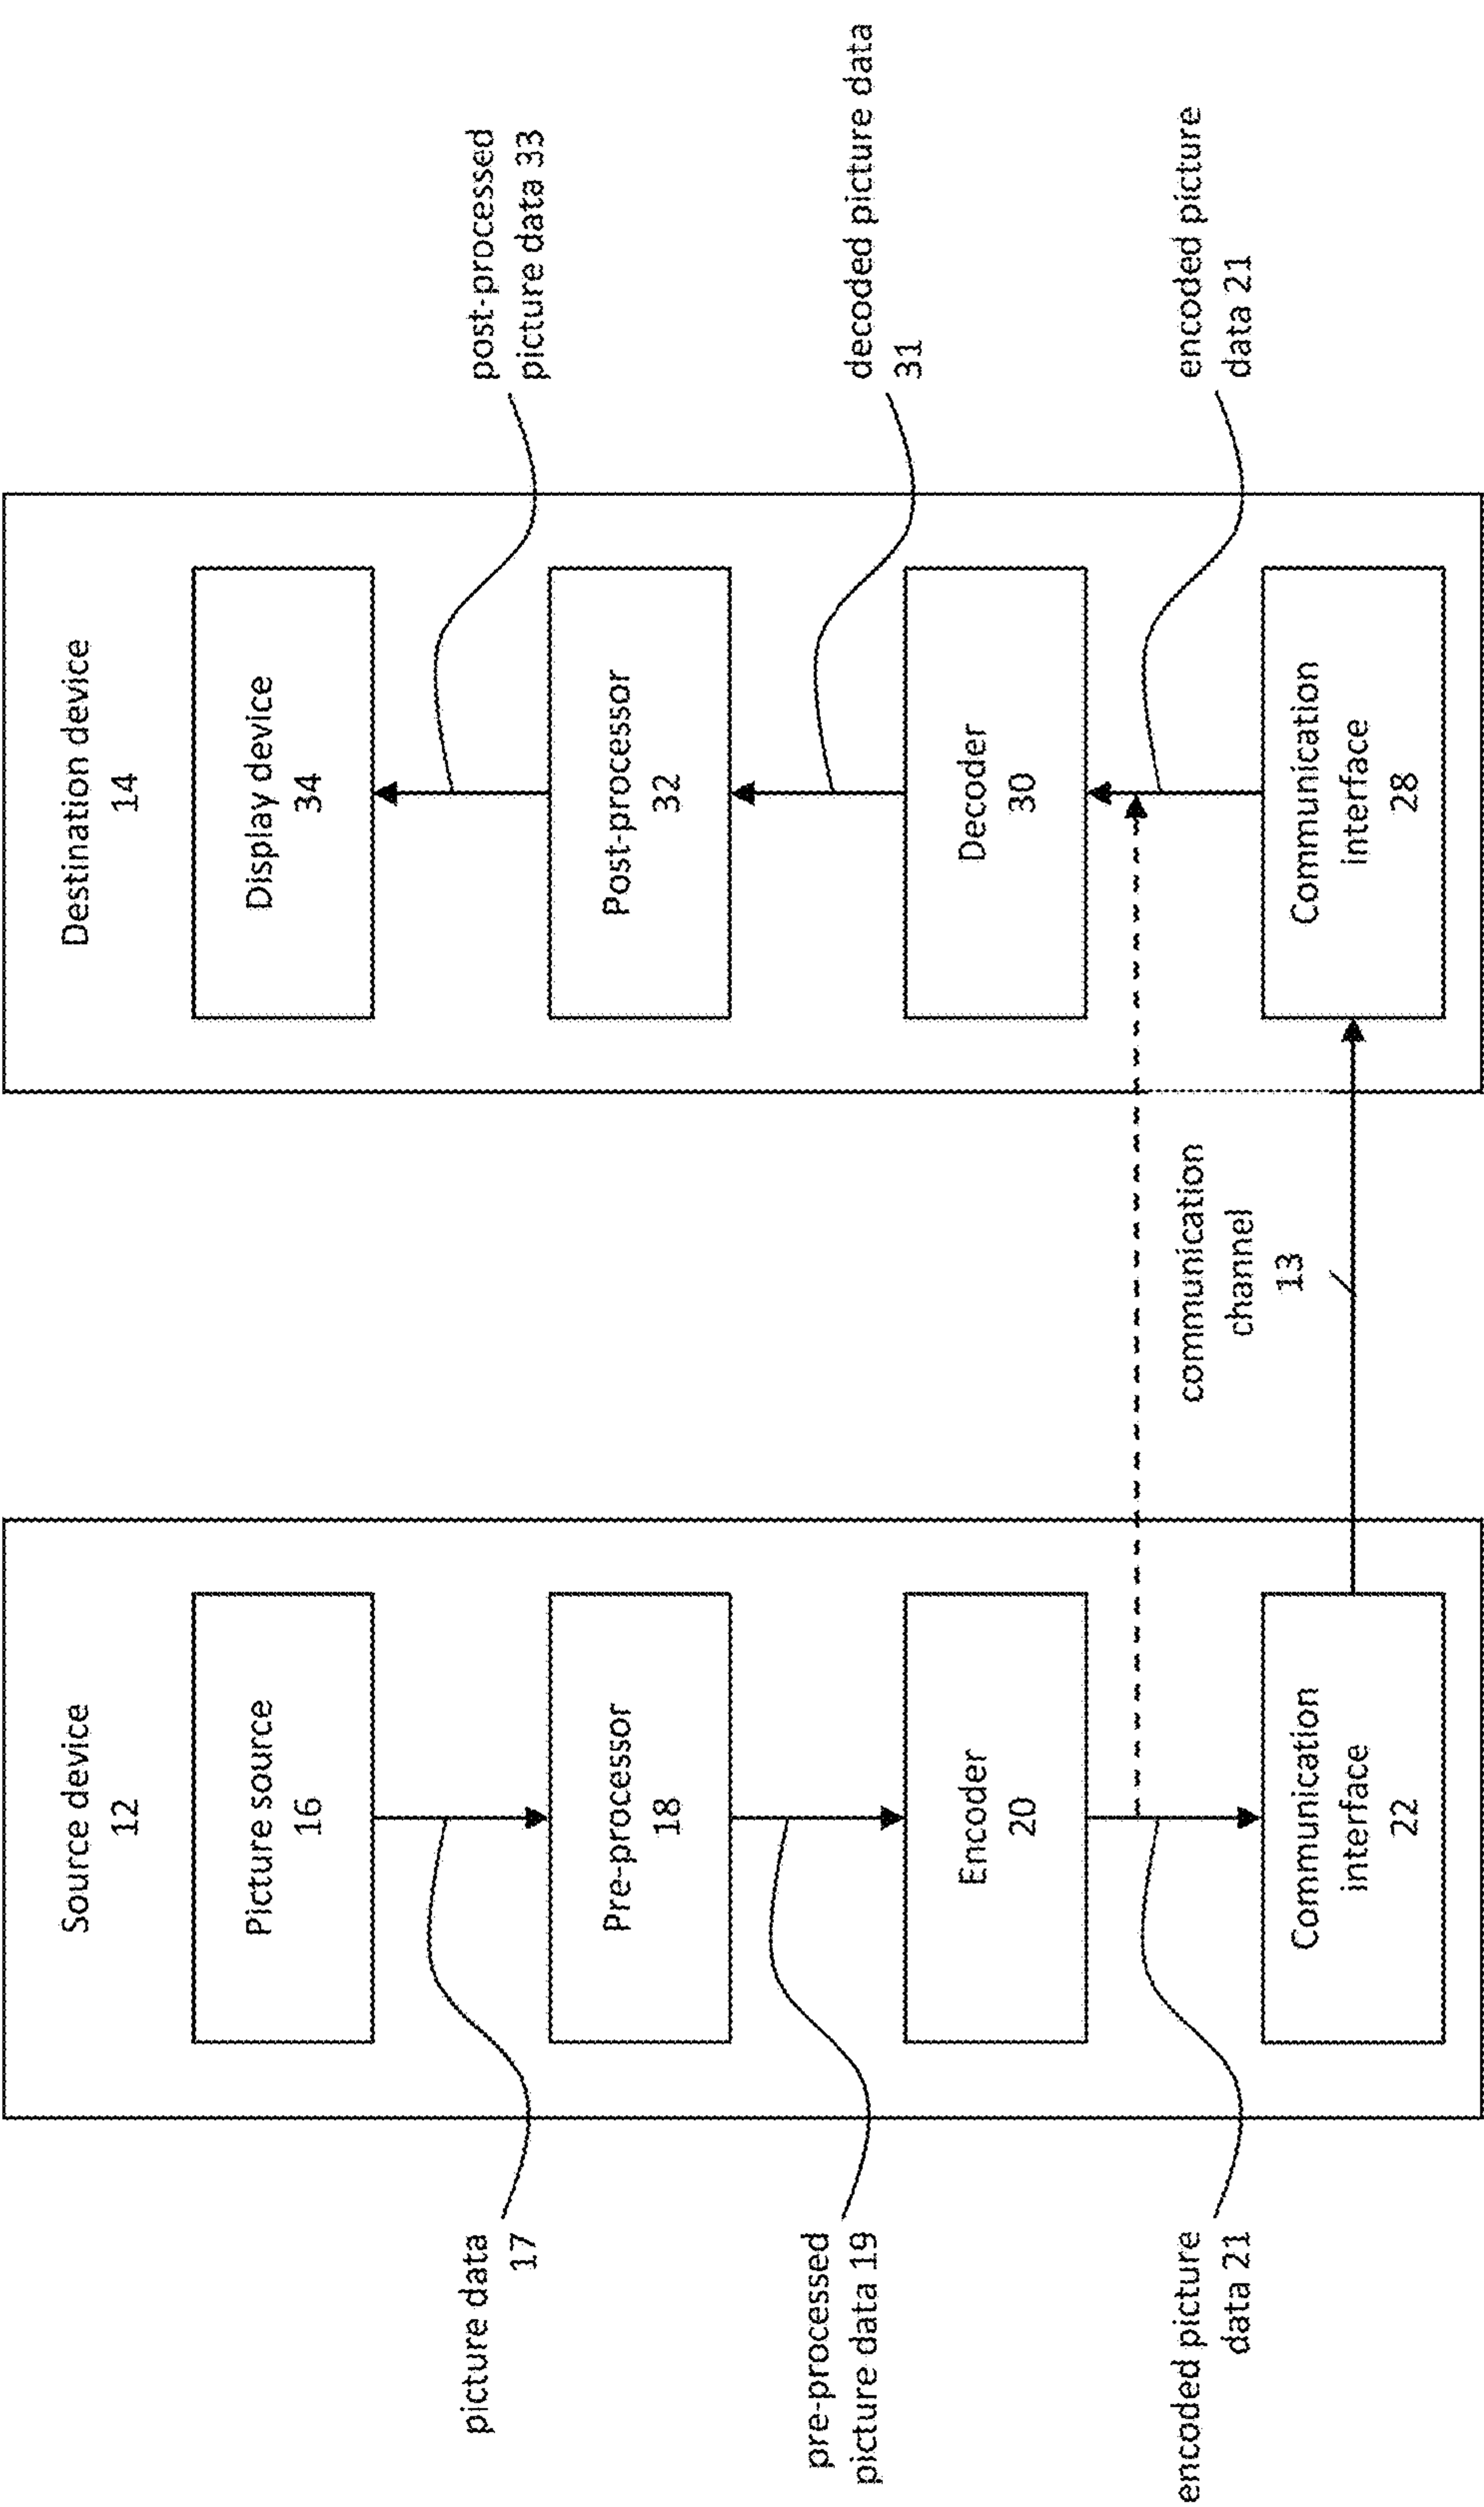 Source device
12
Picture source
16
picture data
17
Pre-processor
18
pre-processed
picture data 19
Encoder
20
encoded picture
data 21
Communication
interface
22
communication
channel
13
Destination device
14
Display device
34
post-processed
picture data 33
Post-processor
32
decoded picture data
31
Decoder
30
encoded picture
data 21
Communication
interface
28